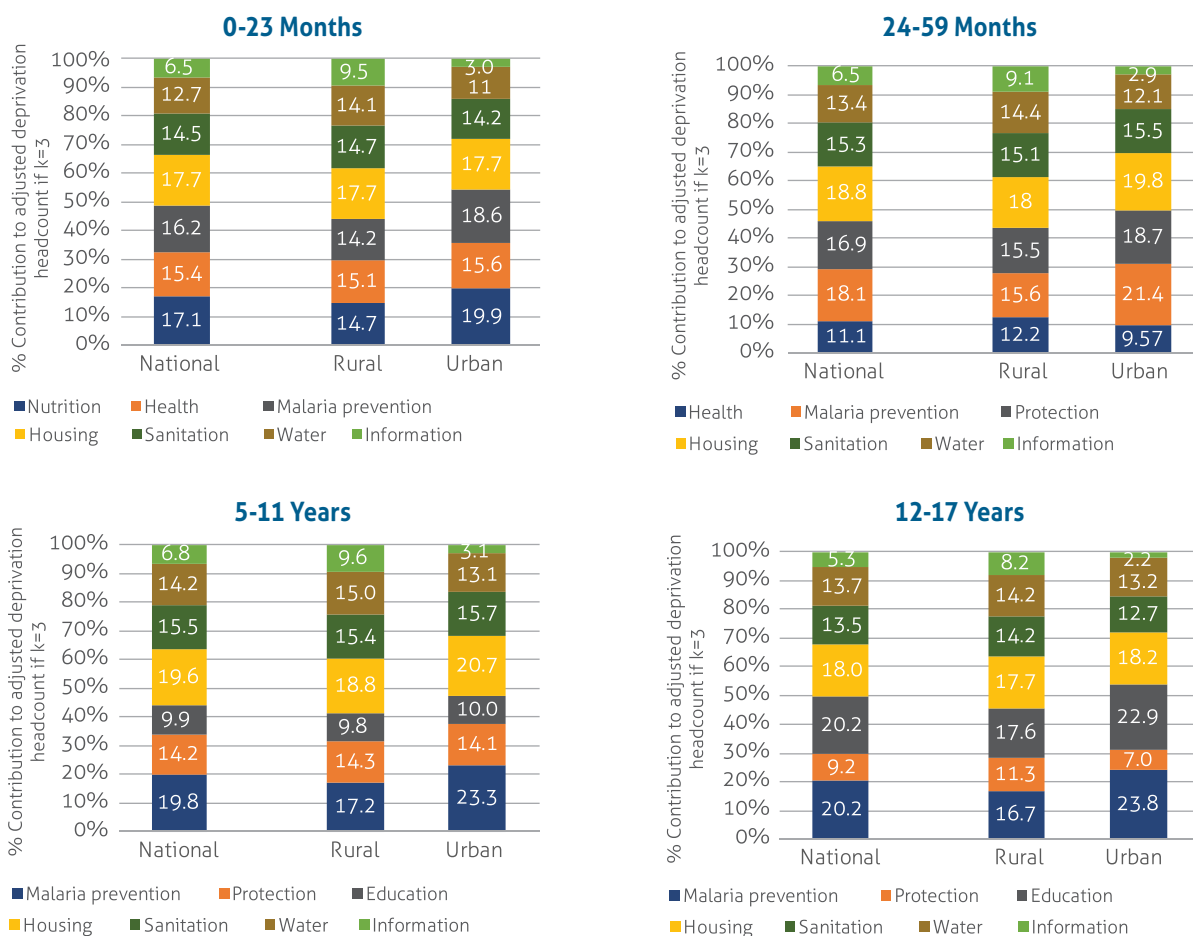 0-23 Months
% Contribution to adjusted deprivation
headcount if k=3
100%
90%
80%
70%
60%
50%
40%
30%
20%
10%
0%
6.5
12.7
14.5
17.7
16.2
15.4
17.1
9.5
14.1
14.7
17.7
14.2
15.1
14.7
3.0
11
14.2
17.7
18.6
15.6
19.9
National
Rural
Urban
Nutrition
Health
Malaria prevention
Housing
Sanitation
Water
Information
24-59 Months
% Contribution to adjusted deprivation
headcount if k=3
100%
90%
80%
70%
60%
50%
40%
30%
20%
10%
0%
6.5
13.4
15.3
18.8
16.9
18.1
11.1
9.1
14.4
15.1
18
15.5
15.6
12.2
2.9
12.1
15.5
19.8
18.7
21.4
9.57
National
Rural
Urban
Health
Malaria prevention
Protection
Housing
Sanitation
Water
Information
5-11 Years
% Contribution to adjusted deprivation
headcount if k=3
100%
90%
80%
70%
60%
50%
40%
30%
20%
10%
0%
6.8
14.2
15.5
19.6
9.9
14.2
19.8
9.6
15.0
15.4
18.8
9.8
14.3
17.2
3.1
13.1
15.7
20.7
10.0
14.1
23.3
National
Rural
Urban
Malaria prevention
Protection
Education
Housing
Sanitation
Water
Information
12-17 Years
% Contribution to adjusted deprivation
headcount if k=3
100%
90%
80%
70%
60%
50%
40%
30%
20%
10%
0%
5.3
13.7
13.5
18.0
20.2
9.2
20.2
8.2
14.2
14.2
17.7
17.6
11.3
16.7
2.2
13.2
12.7
18.2
22.9
7.0
23.8
National
Rural
Urban
Malaria prevention
Protection
Education
Housing
Sanitation
Water
Information